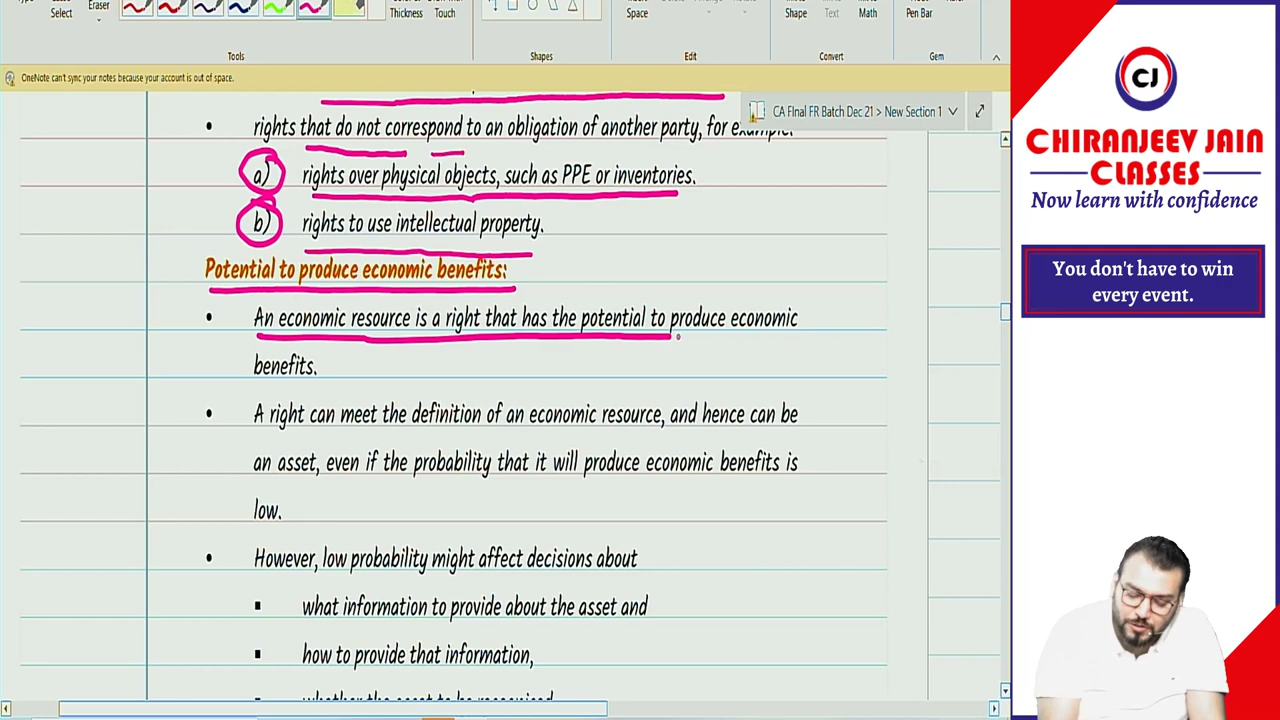 Eraser
Select
Thickness
Touch
Space
Shape
Text
Math
Pen Bar
Tools
Shapes
Edit
Convert
Gem
OneNote can't sync your notes because your account is out of space.
CA FInal FR Batch Dec 21 > New Section 1
• rights that do not correspond to an obligation of another party, for example:
a) rights over physical objects, such as PPE or inventories.
b) rights to use intellectual property.
Potential to produce economic benefits:
• An economic resource is a right that has the potential to produce economic
benefits.
• A right can meet the definition of an economic resource, and hence can be
an asset, even if the probability that it will produce economic benefits is
low.
• However, low probability might affect decisions about
▪ what information to provide about the asset and
▪ how to provide that information,
▪ whether the asset to be recognised
CJ
CHIRANJEEV JAIN
CLASSES
Now learn with confidence
You don't have to win
every event.